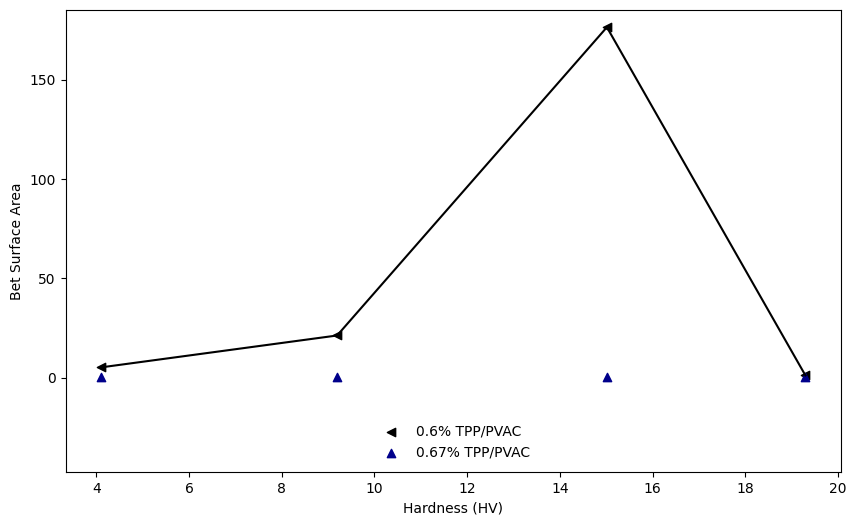 150
100
50
0
Bet Surface Area
0.6% TPP/PVAC
0.67% TPP/PVAC
4 6 8 10 12 14 16 18 20
Hardness (HV)